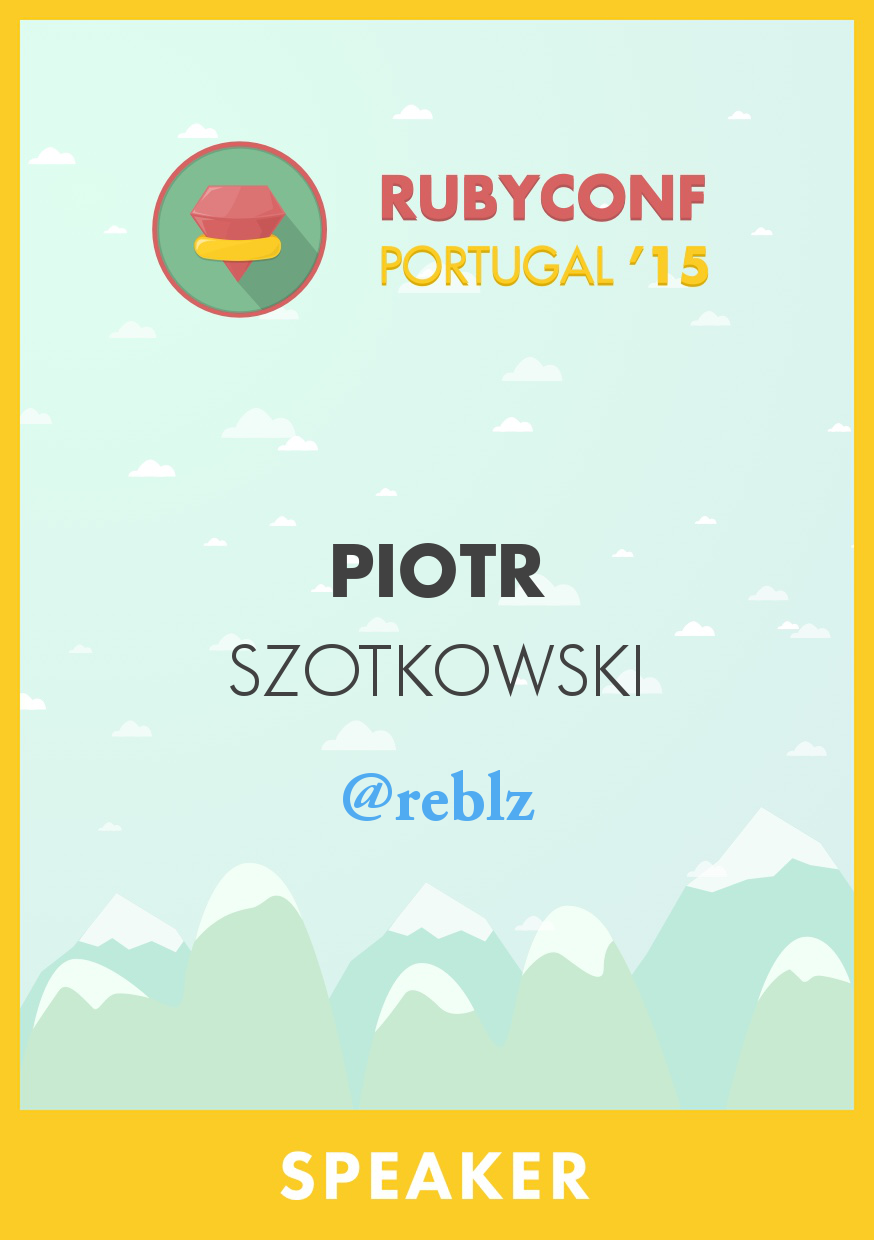 RUBYCONF
PORTUGAL ’15
PIOTR
SZOTKOWSKI
@reblz
SPEAKER